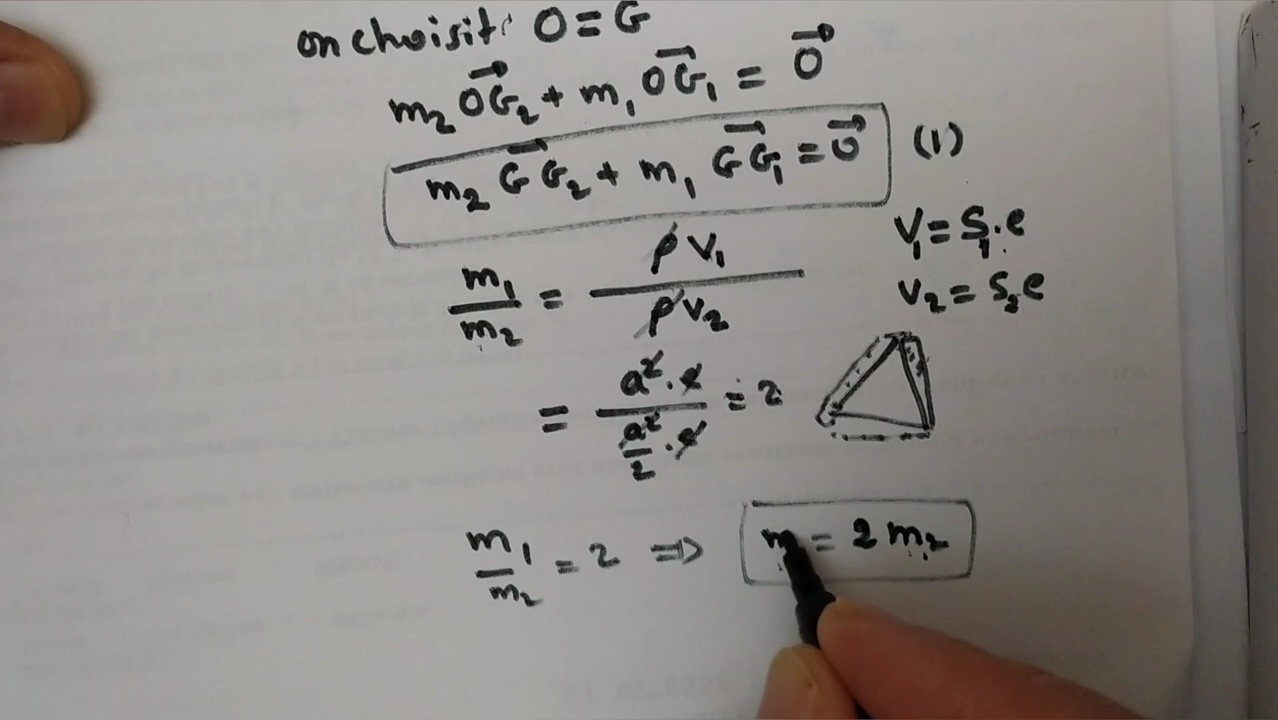 on choisit: O = G
m₂ OG₂⃗ + m₁ OG₁⃗ = 0⃗
m₂ GG₂⃗ + m₁ GG₁⃗ = 0⃗ (1)
V₁ = S₁.e
m₁/m₂ = ρV₁/ρV₂
V₂ = S₂e
= a².e / (a²/2 .e) = 2
m₁/m₂ = 2 ⇒ m = 2 m₂